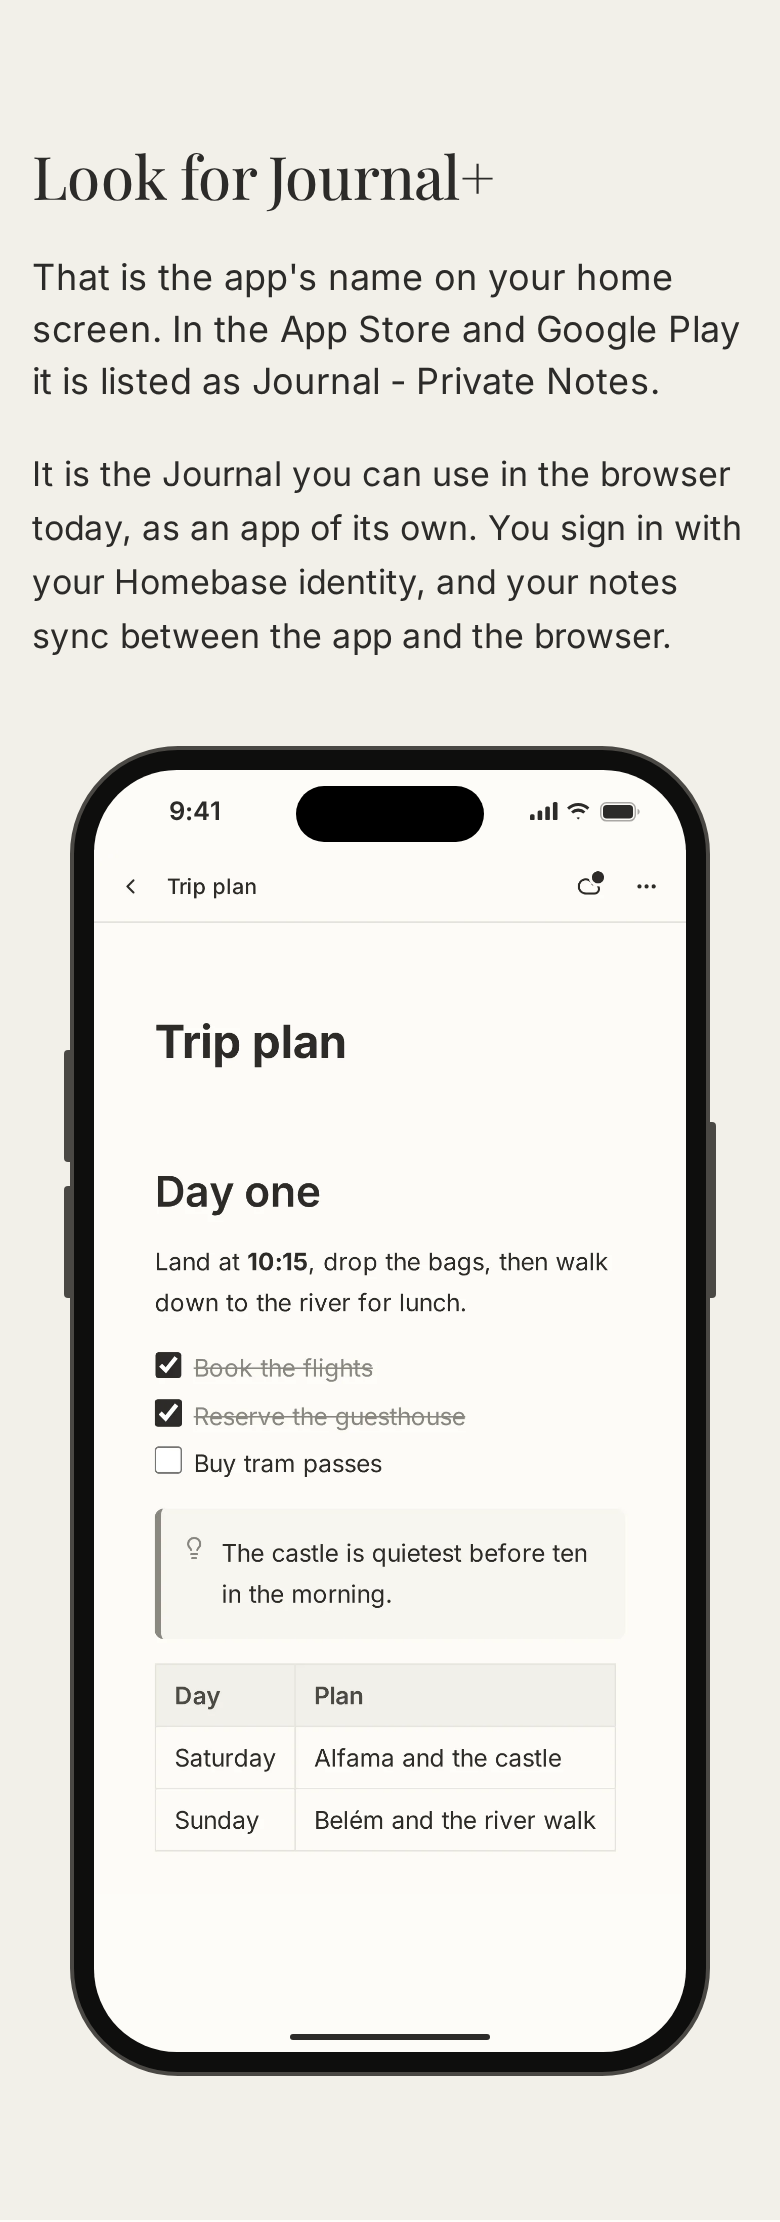 Look for Journal+
That is the app's name on your home
screen. In the App Store and Google Play
it is listed as Journal - Private Notes.
It is the Journal you can use in the browser
today, as an app of its own. You sign in with
your Homebase identity, and your notes
sync between the app and the browser.
9:41
Trip plan
Trip plan
Day one
Land at 10:15, drop the bags, then walk
down to the river for lunch.
Book the flights
Reserve the guesthouse
Buy tram passes
The castle is quietest before ten
in the morning.
Day Plan
Saturday Alfama and the castle
Sunday Belém and the river walk